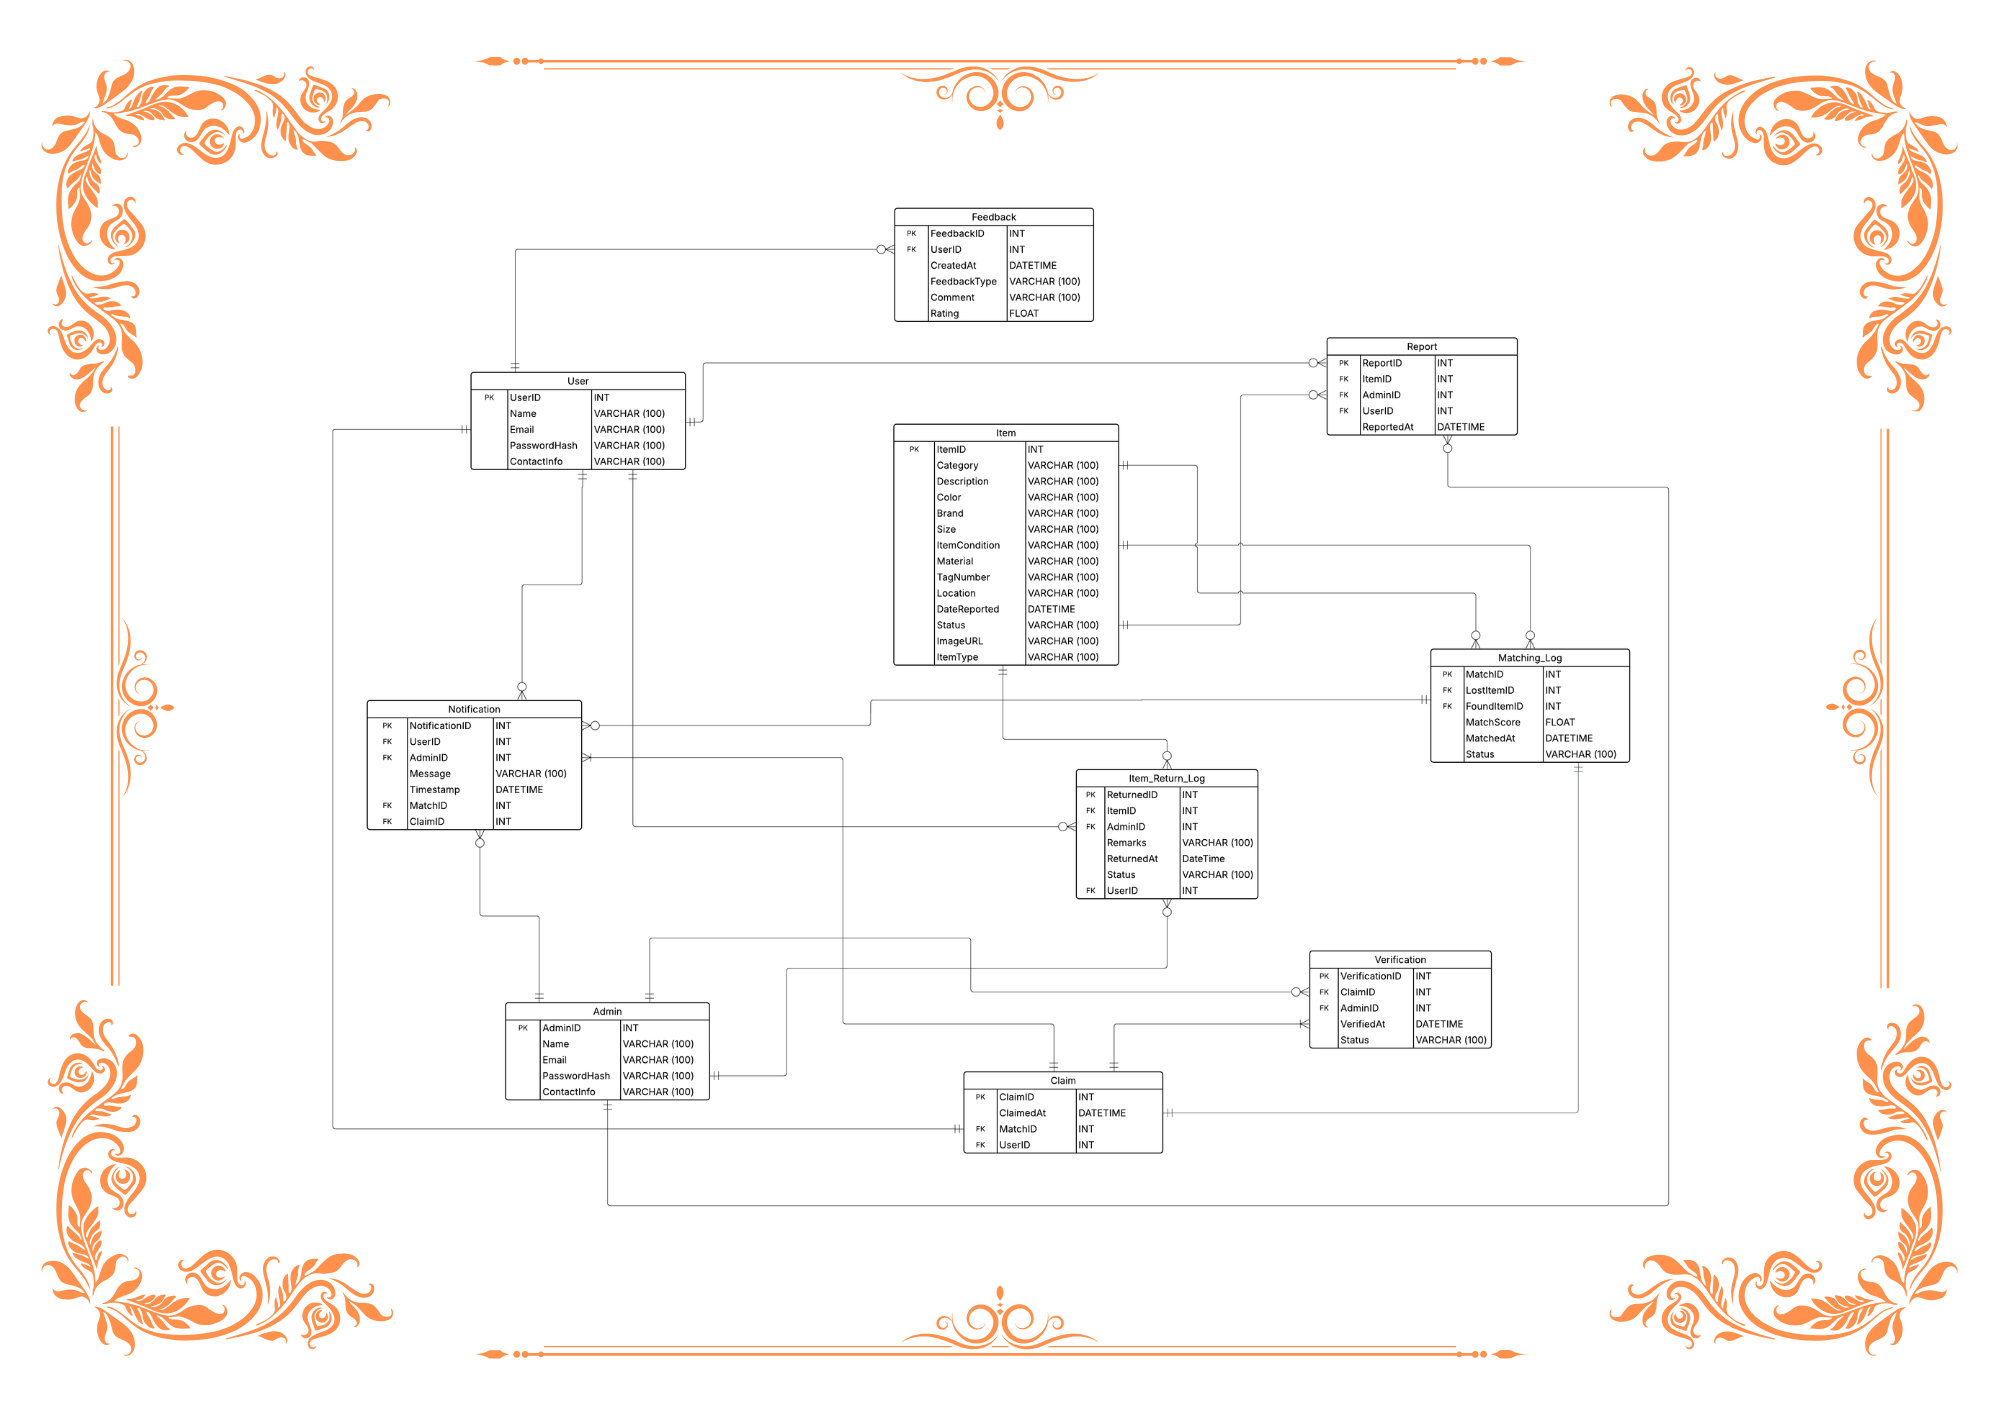 Feedback
PK FeedbackID INT
FK UserID INT
CreatedAt DATETIME
FeedbackType VARCHAR (100)
Comment VARCHAR (100)
Rating FLOAT
Report
PK ReportID INT
FK ItemID INT
FK AdminID INT
FK UserID INT
ReportedAt DATETIME
User
PK UserID INT
Name VARCHAR (100)
Email VARCHAR (100)
PasswordHash VARCHAR (100)
ContactInfo VARCHAR (100)
Item
PK ItemID INT
Category VARCHAR (100)
Description VARCHAR (100)
Color VARCHAR (100)
Brand VARCHAR (100)
Size VARCHAR (100)
ItemCondition VARCHAR (100)
Material VARCHAR (100)
TagNumber VARCHAR (100)
Location VARCHAR (100)
DateReported DATETIME
Status VARCHAR (100)
ImageURL VARCHAR (100)
ItemType VARCHAR (100)
Matching_Log
PK MatchID INT
FK LostItemID INT
FK FoundItemID INT
MatchScore FLOAT
MatchedAt DATETIME
Status VARCHAR (100)
Notification
PK NotificationID INT
FK UserID INT
FK AdminID INT
Message VARCHAR (100)
Timestamp DATETIME
FK MatchID INT
FK ClaimID INT
Item_Return_Log
PK ReturnedID INT
FK ItemID INT
FK AdminID INT
Remarks VARCHAR (100)
ReturnedAt DateTime
Status VARCHAR (100)
FK UserID INT
Verification
PK VerificationID INT
FK ClaimID INT
FK AdminID INT
VerifiedAt DATETIME
Status VARCHAR (100)
Admin
PK AdminID INT
Name VARCHAR (100)
Email VARCHAR (100)
PasswordHash VARCHAR (100)
ContactInfo VARCHAR (100)
Claim
PK ClaimID INT
ClaimedAt DATETIME
FK MatchID INT
FK UserID INT